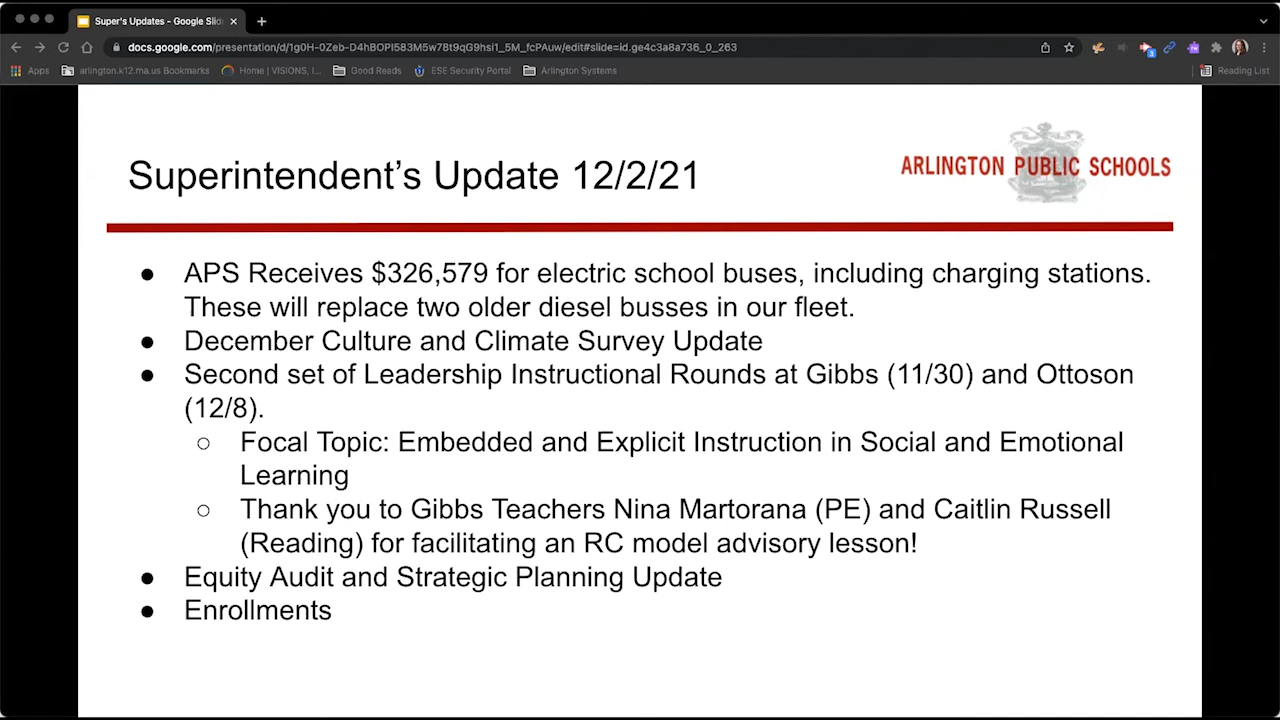 Super's Updates - Google Slid
docs.google.com/presentation/d/1g0H-0Zeb-D4hBOPl583M5w78t9qG9hsi1_5M_fcPAuw/edit#slide=id.ge4c3a8a736_0_263
Apps arlington.k12.ma.us Bookmarks Home | VISIONS, I... Good Reads ESE Security Portal Arlington Systems Reading List
Superintendent's Update 12/2/21
ARLINGTON PUBLIC SCHOOLS
● APS Receives $326,579 for electric school buses, including charging stations.
These will replace two older diesel busses in our fleet.
● December Culture and Climate Survey Update
● Second set of Leadership Instructional Rounds at Gibbs (11/30) and Ottoson
(12/8).
○ Focal Topic: Embedded and Explicit Instruction in Social and Emotional
Learning
○ Thank you to Gibbs Teachers Nina Martorana (PE) and Caitlin Russell
(Reading) for facilitating an RC model advisory lesson!
● Equity Audit and Strategic Planning Update
● Enrollments